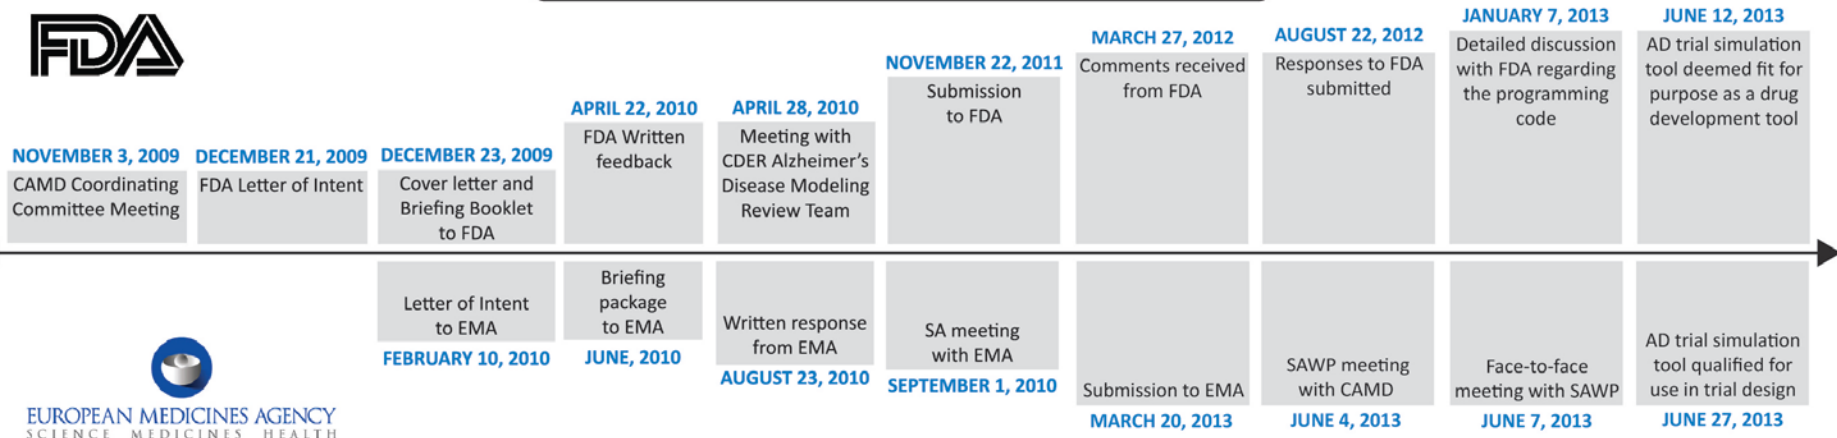 FDA
NOVEMBER 3, 2009
CAMD Coordinating
Committee Meeting
DECEMBER 21, 2009
FDA Letter of Intent
DECEMBER 23, 2009
Cover letter and
Briefing Booklet
to FDA
APRIL 22, 2010
FDA Written
feedback
APRIL 28, 2010
Meeting with
CDER Alzheimer's
Disease Modeling
Review Team
NOVEMBER 22, 2011
Submission
to FDA
MARCH 27, 2012
Comments received
from FDA
AUGUST 22, 2012
Responses to FDA
submitted
JANUARY 7, 2013
Detailed discussion
with FDA regarding
the programming
code
JUNE 12, 2013
AD trial simulation
tool deemed fit for
purpose as a drug
development tool
EUROPEAN MEDICINES AGENCY
SCIENCE MEDICINES HEALTH
Letter of Intent
to EMA
FEBRUARY 10, 2010
Briefing
package
to EMA
JUNE, 2010
Written response
from EMA
AUGUST 23, 2010
SA meeting
with EMA
SEPTEMBER 1, 2010
Submission to EMA
MARCH 20, 2013
SAWP meeting
with CAMD
JUNE 4, 2013
Face-to-face
meeting with SAWP
JUNE 7, 2013
AD trial simulation
tool qualified for
use in trial design
JUNE 27, 2013